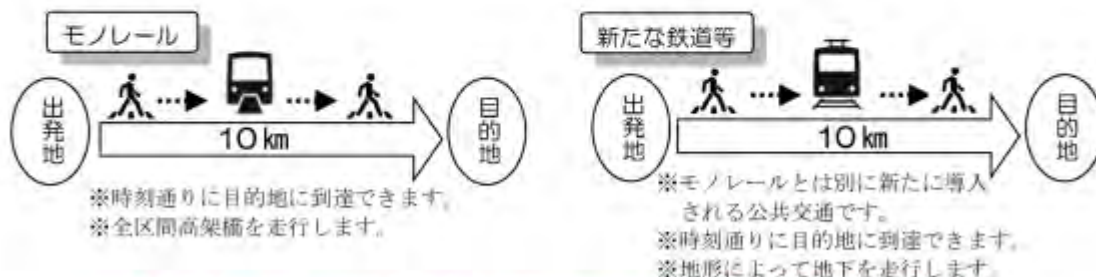 モノレール
出発地
10km
目的地
※時刻通りに目的地に到達できます。
※全区間高架橋を走行します。
新たな鉄道等
出発地
10km
目的地
※モノレールとは別に新たに導入
される公共交通です。
※時刻通りに目的地に到達できます。
※地形によって地下を走行します。